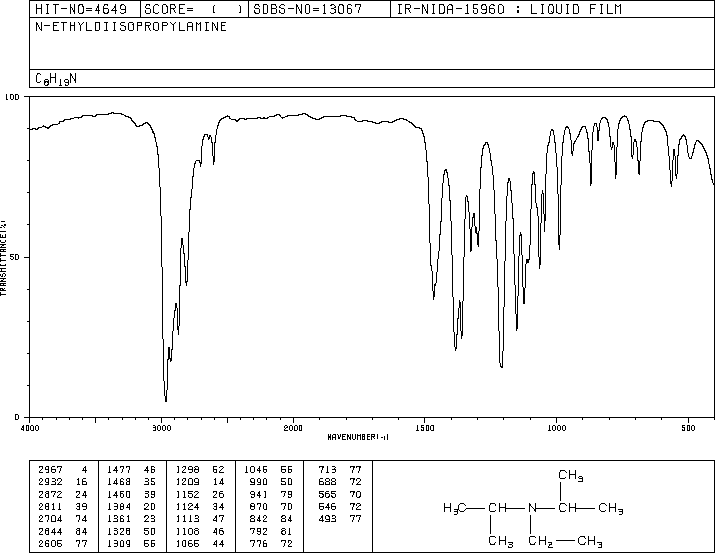 HIT-NO=4649 SCORE= ( ) SDBS-NO=13067 IR-NIDA-15960 : LIQUID FILM
N-ETHYLDIISOPROPYLAMINE
C8H19N
100
50
0
TRANSMITTANCE(%)
4000 3000 2000 1500 1000 500
WAVENUMBER(-1)
2967 4 1477 46 1298 52 1046 56 713 77
2932 16 1468 35 1209 14 990 50 688 72
2872 24 1460 39 1152 26 941 79 565 70
2811 39 1384 20 1124 34 870 70 546 72
2704 74 1361 23 1113 47 842 84 493 77
2644 84 1328 50 1108 46 792 81
2606 77 1309 55 1066 44 776 72
CH3
H3C—CH—N—CH—CH3
CH3 CH2—CH3